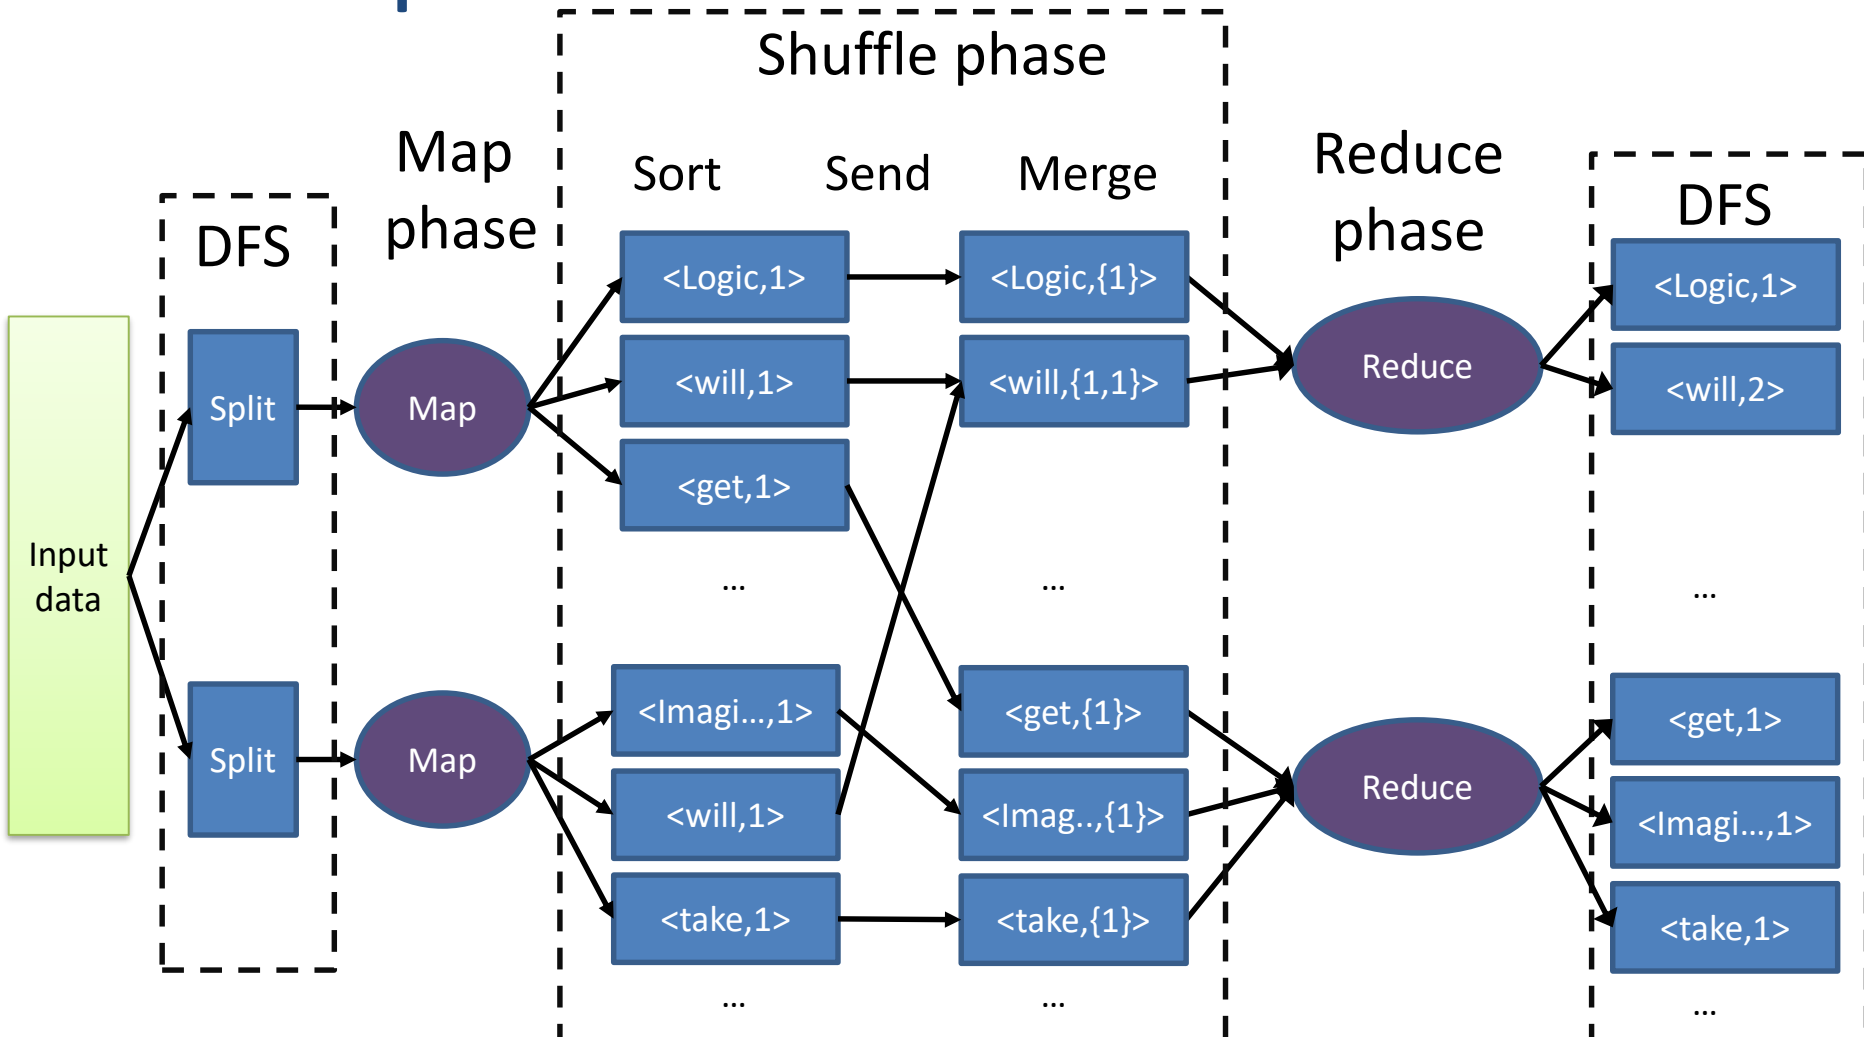 Shuffle phase
Map
phase
Sort
Send
Merge
Reduce
phase
DFS
DFS
Input
data
Split
Map
<Logic,1>
<will,1>
<get,1>
...
<Logic,{1}>
<will,{1,1}>
...
Reduce
<Logic,1>
<will,2>
...
Split
Map
<Imagi...,1>
<will,1>
<take,1>
...
<get,{1}>
<Imag..,{1}>
<take,{1}>
...
Reduce
<get,1>
<Imagi...,1>
<take,1>
...